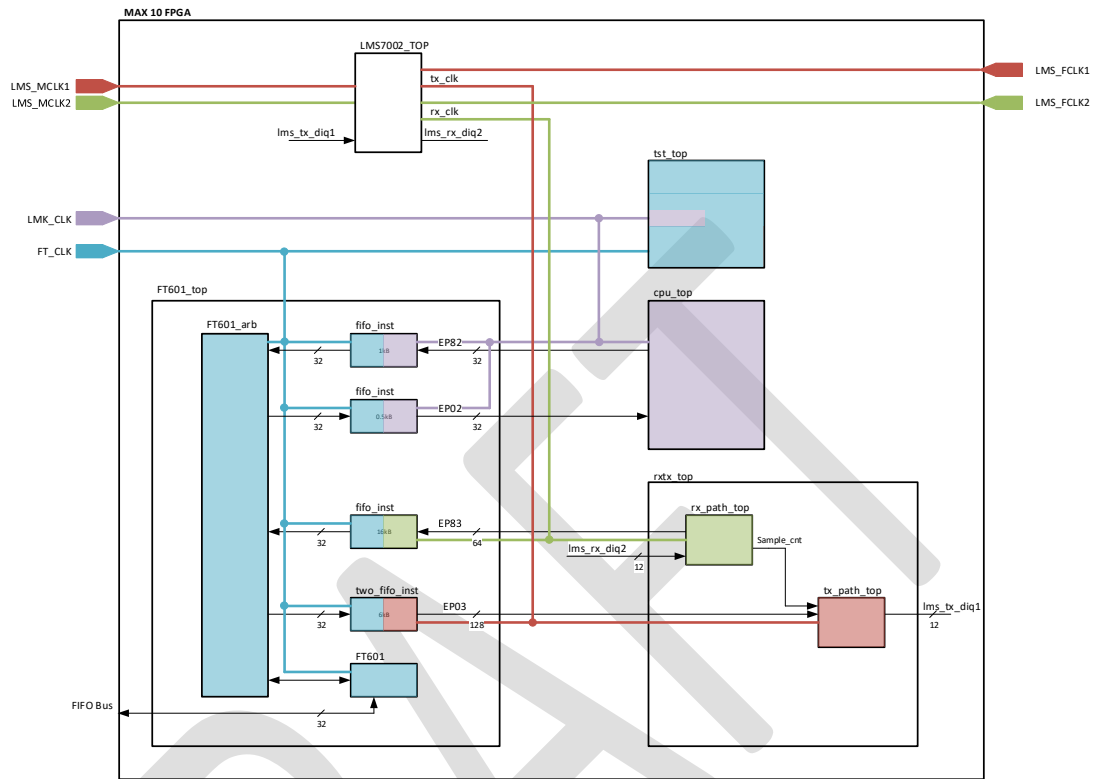 MAX 10 FPGA
LMS7002_TOP
LMS_MCLK1
LMS_MCLK2
tx_clk
rx_clk
LMS_FCLK1
LMS_FCLK2
lms_tx_diq1
lms_rx_diq2
tst_top
LMK_CLK
FT_CLK
FT601_top
cpu_top
FT601_arb
fifo_inst
1kB
EP82
32
32
fifo_inst
0.5kB
EP02
32
32
rxtx_top
fifo_inst
16kB
EP83
32
64
rx_path_top
lms_rx_diq2
12
Sample_cnt
two_fifo_inst
6kB
EP03
32
128
tx_path_top
lms_tx_diq1
12
FT601
FIFO Bus
32
DRAFT